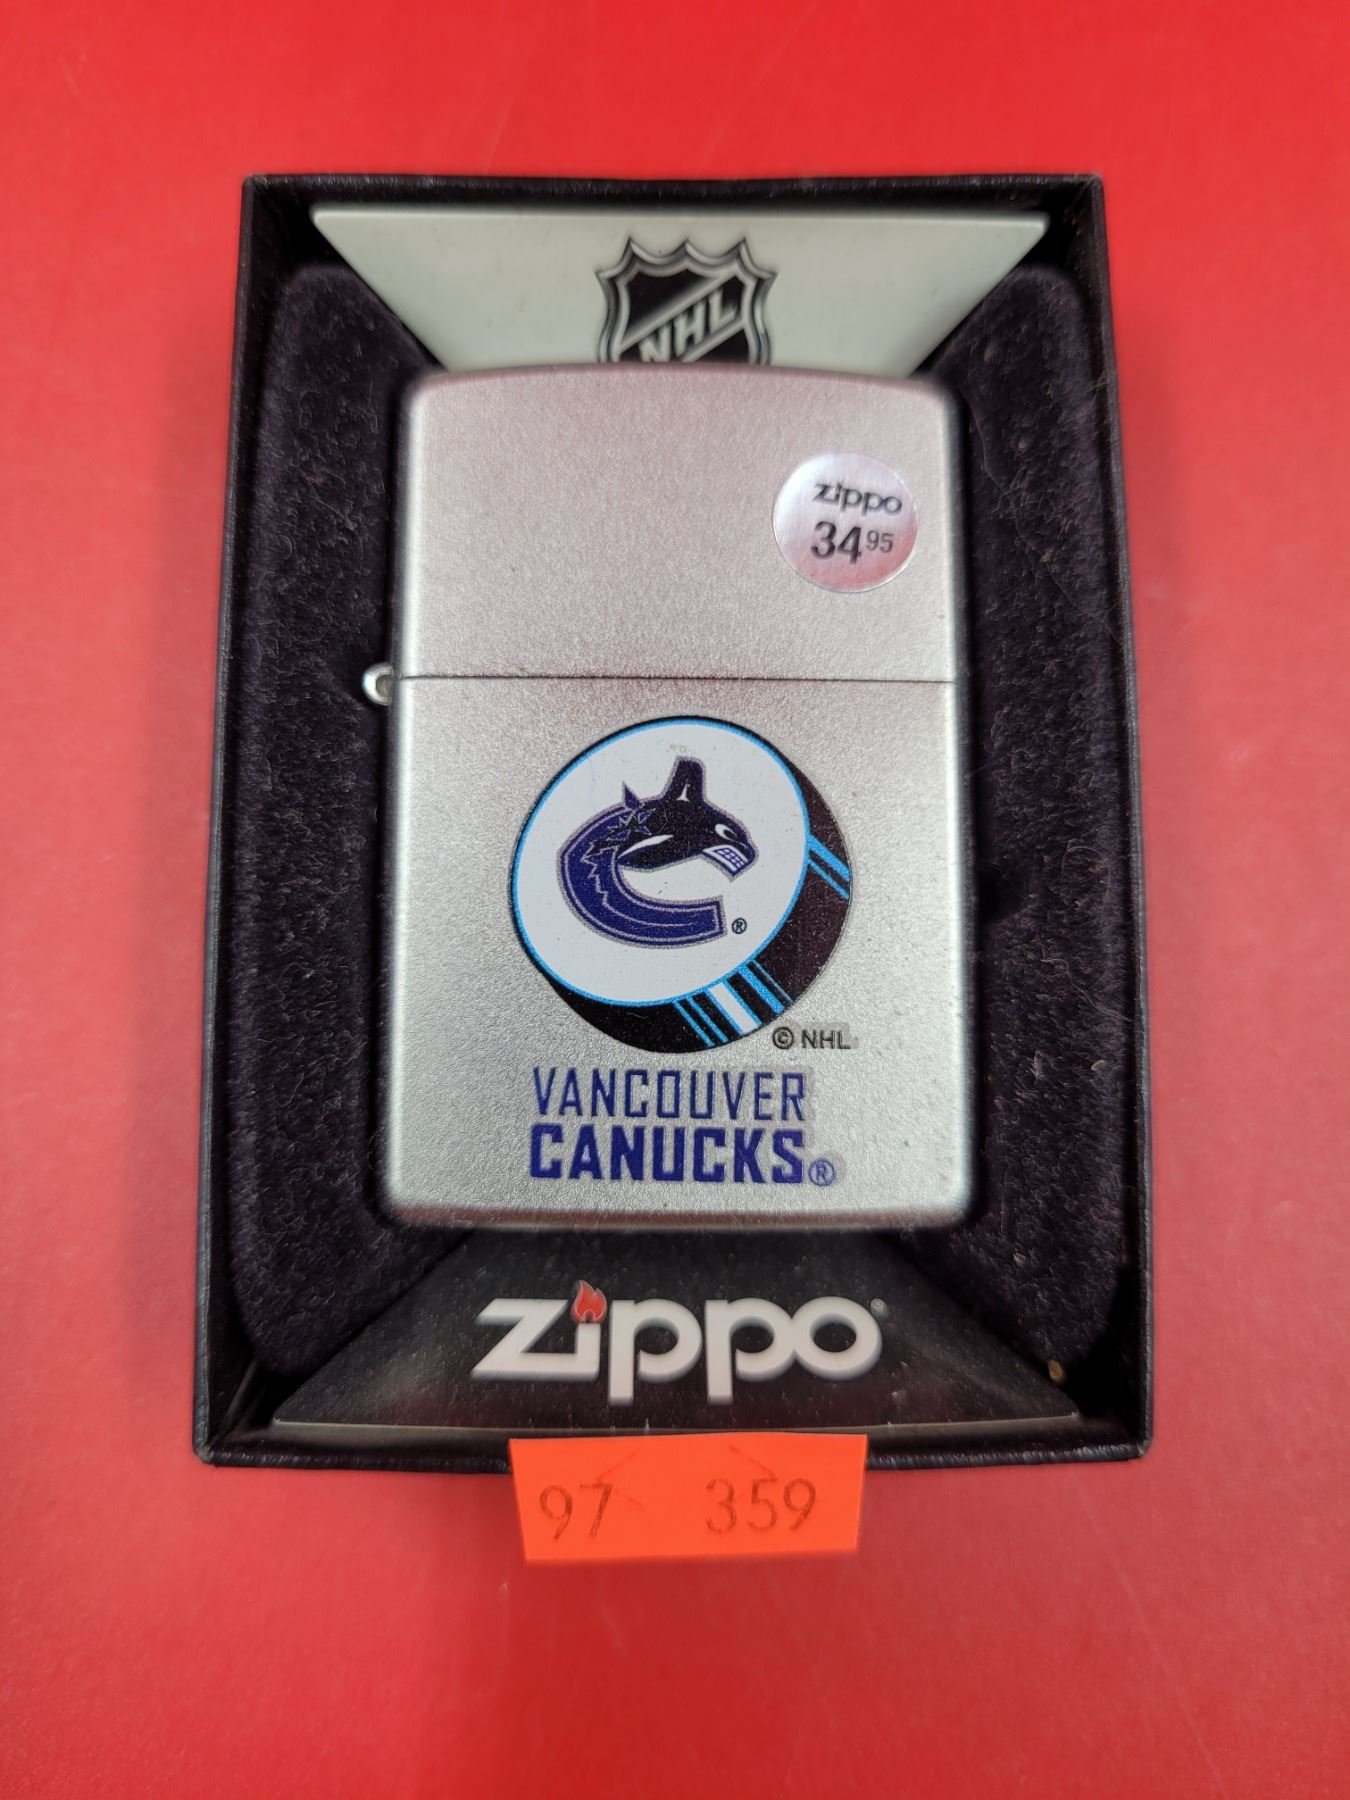 NHL
zippo
34 95
®
© NHL
VANCOUVER
CANUCKS®
zippo®
97 359